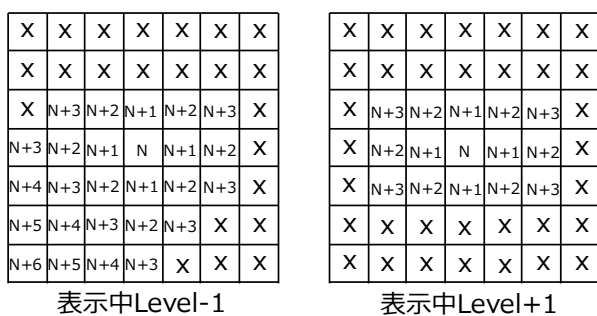 X X X X X X X
X X X X X X X
X N+3 N+2 N+1 N+2 N+3 X
N+3 N+2 N+1 N N+1 N+2 X
N+4 N+3 N+2 N+1 N+2 N+3 X
N+5 N+4 N+3 N+2 N+3 X X
N+6 N+5 N+4 N+3 X X X
表示中Level-1
X X X X X X X
X X X X X X X
X N+3 N+2 N+1 N+2 N+3 X
X N+2 N+1 N N+1 N+2 X
X N+3 N+2 N+1 N+2 N+3 X
X X X X X X X
X X X X X X X
表示中Level+1